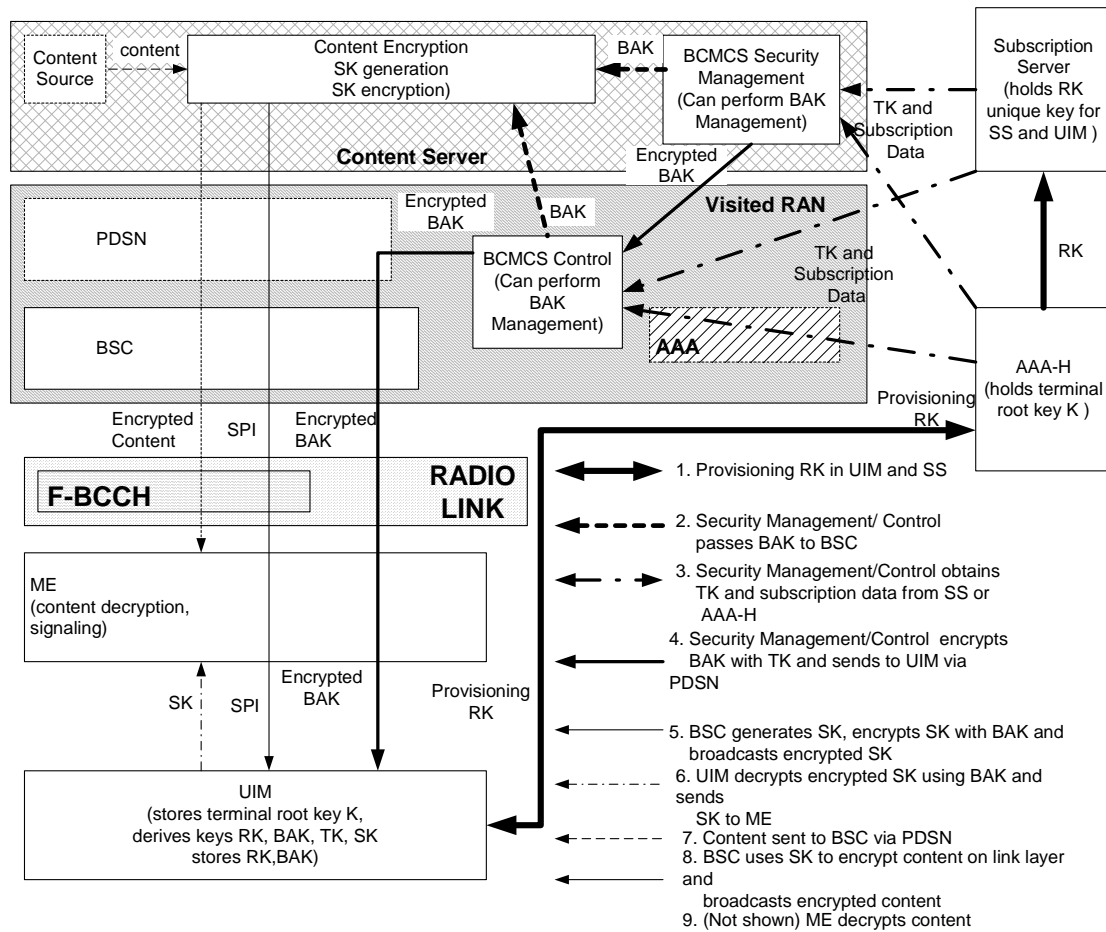 Content
Source
content
Content Encryption
SK generation
SK encryption)
BAK
BCMCS Security
Management
(Can perform BAK
Management)
Subscription
Server
(holds RK
unique key for
SS and UIM )
TK and
Subscription
Data
Content Server
Encrypted
BAK
Encrypted
BAK
BAK
Visited RAN
PDSN
BCMCS Control
(Can perform
BAK
Management)
TK and
Subscription
Data
RK
BSC
AAA
AAA-H
(holds terminal
root key K )
Encrypted
Content
SPI
Encrypted
BAK
Provisioning
RK
F-BCCH
RADIO
LINK
ME
(content decryption,
signaling)
SK
SPI
Encrypted
BAK
Provisioning
RK
UIM
(stores terminal root key K,
derives keys RK, BAK, TK, SK
stores RK,BAK)
1. Provisioning RK in UIM and SS
2. Security Management/ Control
passes BAK to BSC
3. Security Management/Control obtains
TK and subscription data from SS or
AAA-H
4. Security Management/Control encrypts
BAK with TK and sends to UIM via
PDSN
5. BSC generates SK, encrypts SK with BAK and
broadcasts encrypted SK
6. UIM decrypts encrypted SK using BAK and
sends
SK to ME
7. Content sent to BSC via PDSN
8. BSC uses SK to encrypt content on link layer
and
broadcasts encrypted content
9. (Not shown) ME decrypts content